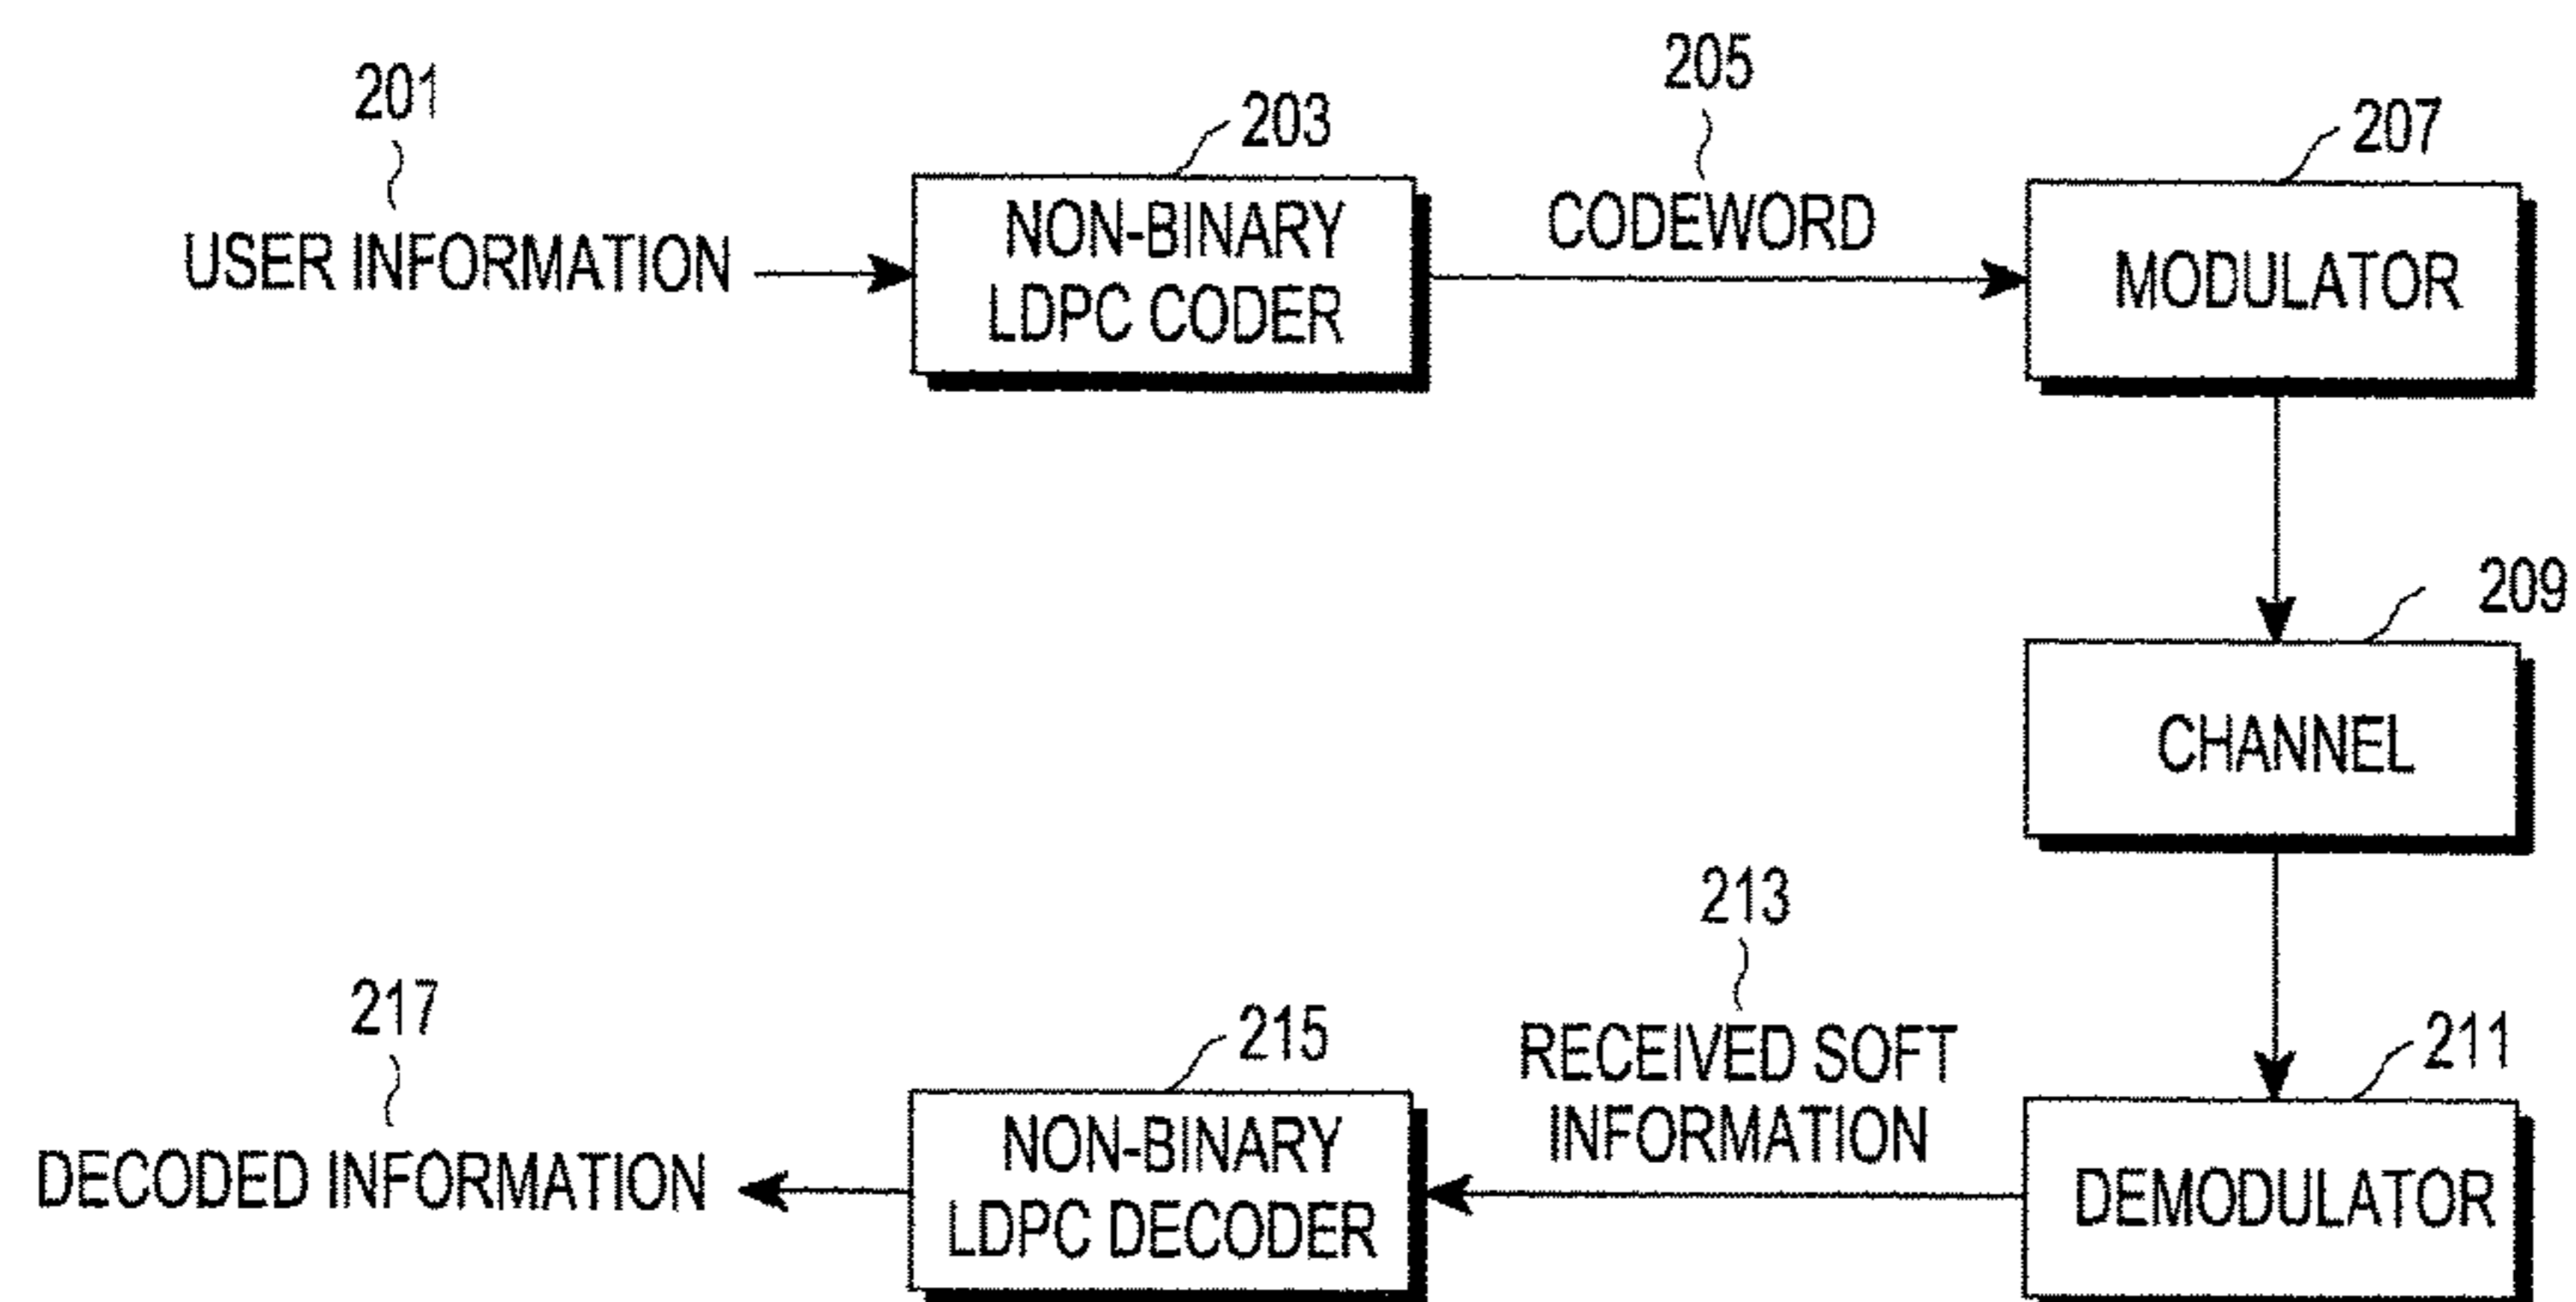 201
USER INFORMATION
203
NON-BINARY
LDPC CODER
205
CODEWORD
207
MODULATOR
209
CHANNEL
211
DEMODULATOR
213
RECEIVED SOFT
INFORMATION
215
NON-BINARY
LDPC DECODER
217
DECODED INFORMATION